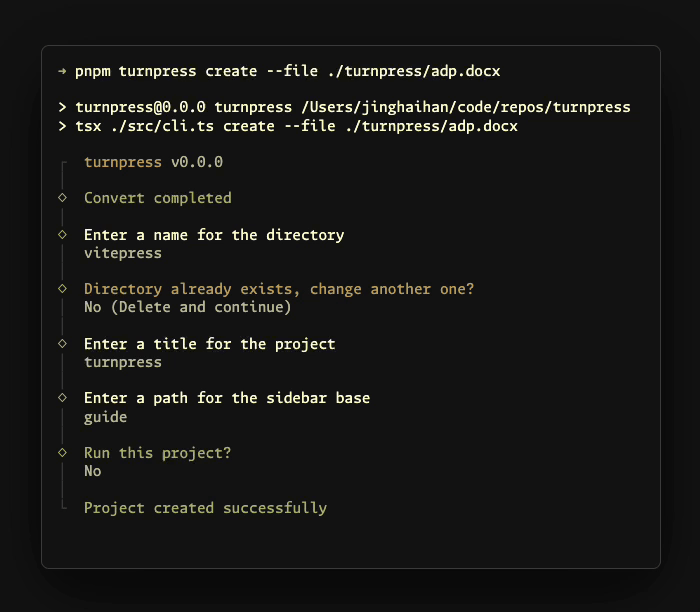 → pnpm turnpress create --file ./turnpress/adp.docx
> turnpress@0.0.0 turnpress /Users/jinghaihan/code/repos/turnpress
> tsx ./src/cli.ts create --file ./turnpress/adp.docx
turnpress v0.0.0
Convert completed
Enter a name for the directory
vitepress
Directory already exists, change another one?
No (Delete and continue)
Enter a title for the project
turnpress
Enter a path for the sidebar base
guide
Run this project?
No
Project created successfully